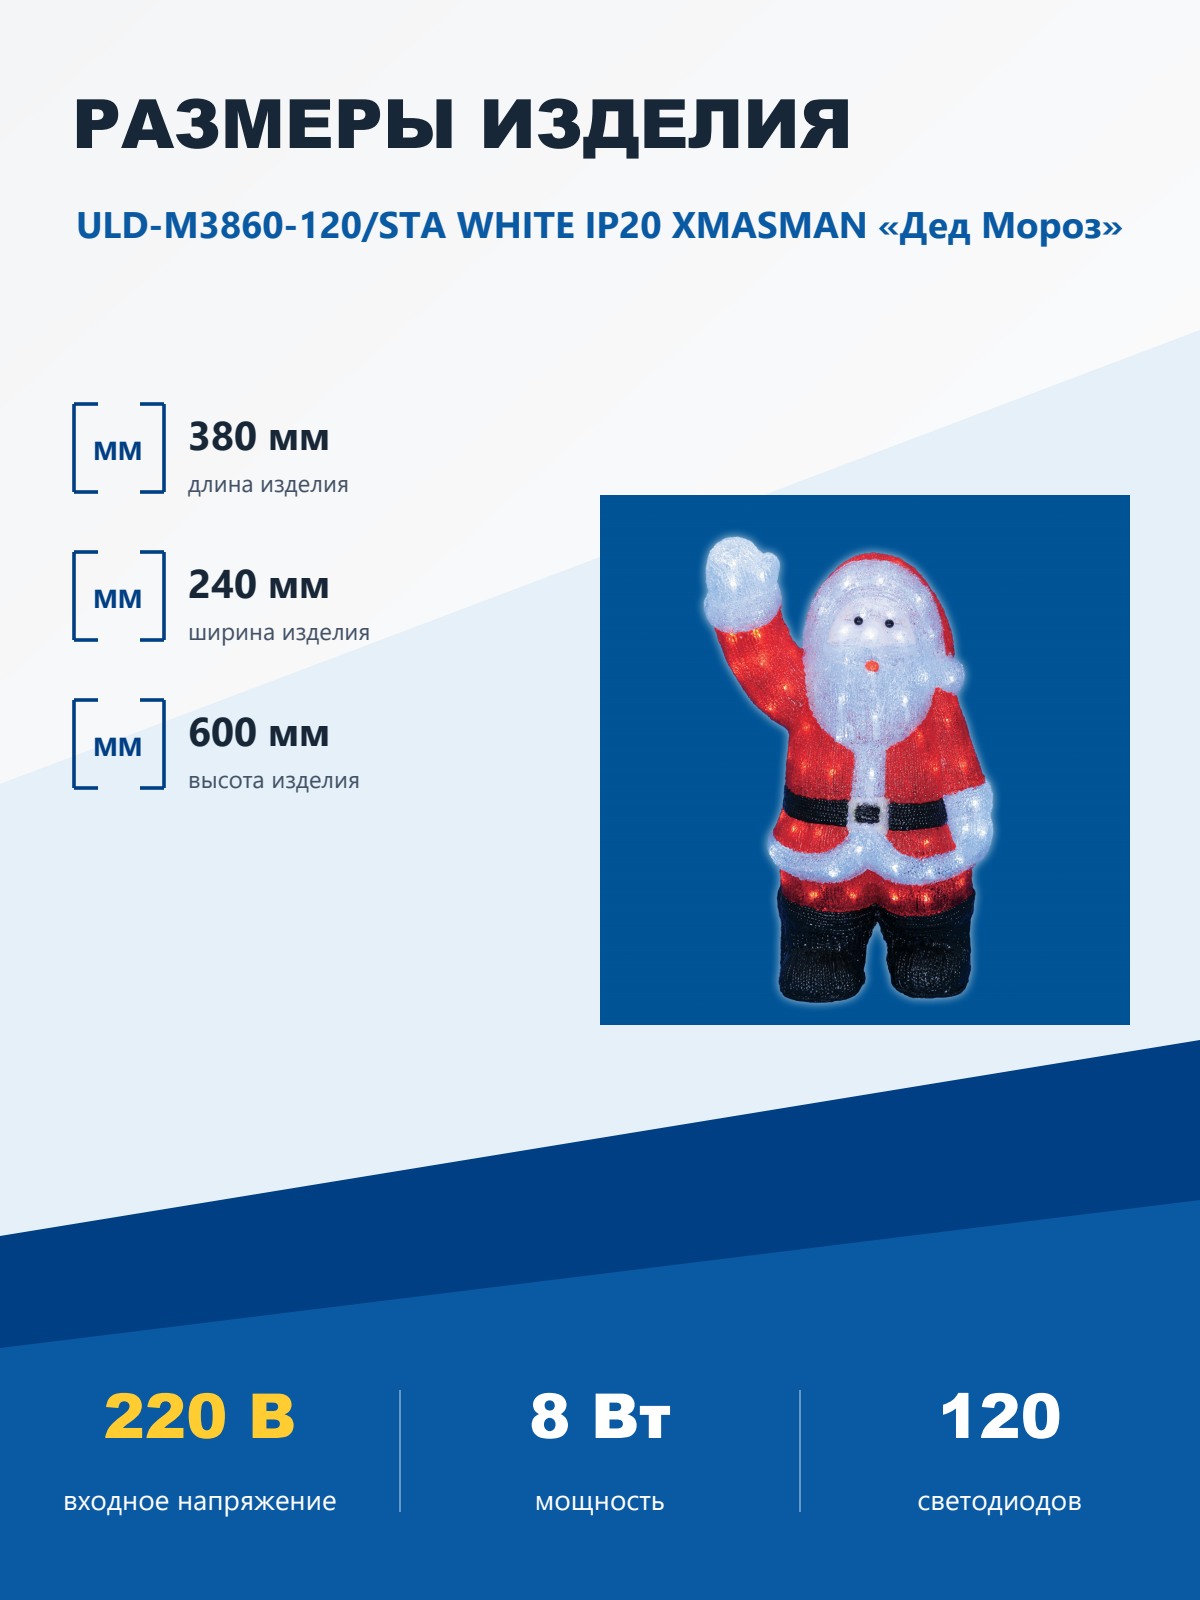 РАЗМЕРЫ ИЗДЕЛИЯ
ULD-M3860-120/STA WHITE IP20 XMASMAN «Дед Мороз»
мм
380 мм
длина изделия
мм
240 мм
ширина изделия
мм
600 мм
высота изделия
220 В
входное напряжение
8 Вт
мощность
120
светодиодов